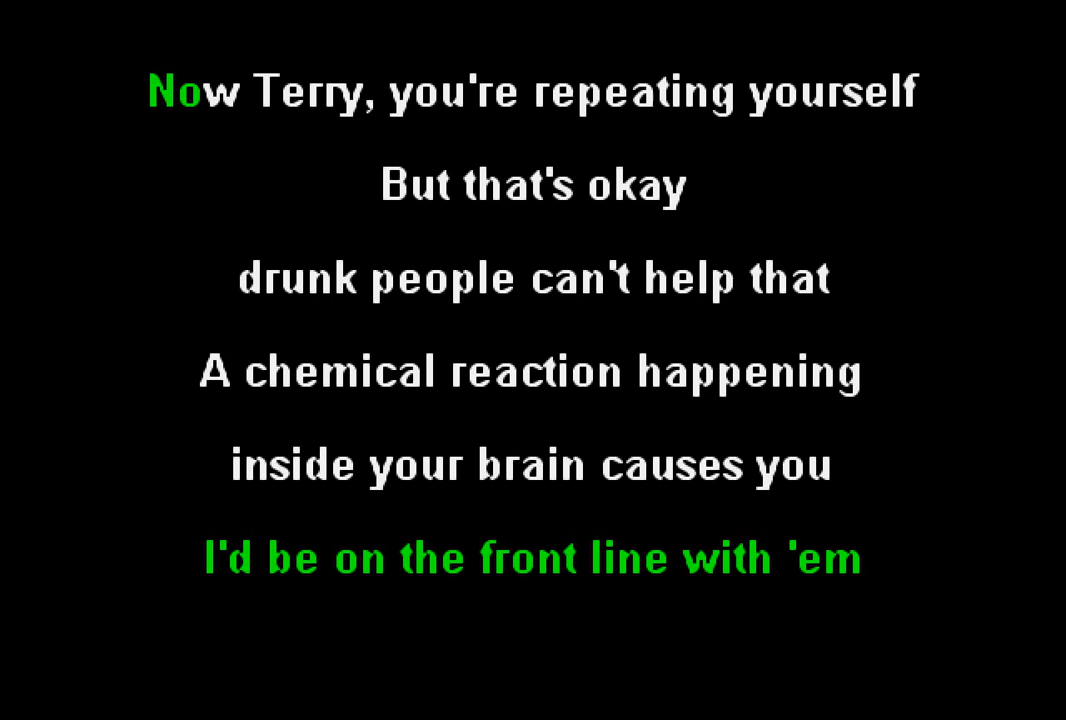 Now Terry, you're repeating yourself
But that's okay
drunk people can't help that
A chemical reaction happening
inside your brain causes you
I'd be on the front line with 'em